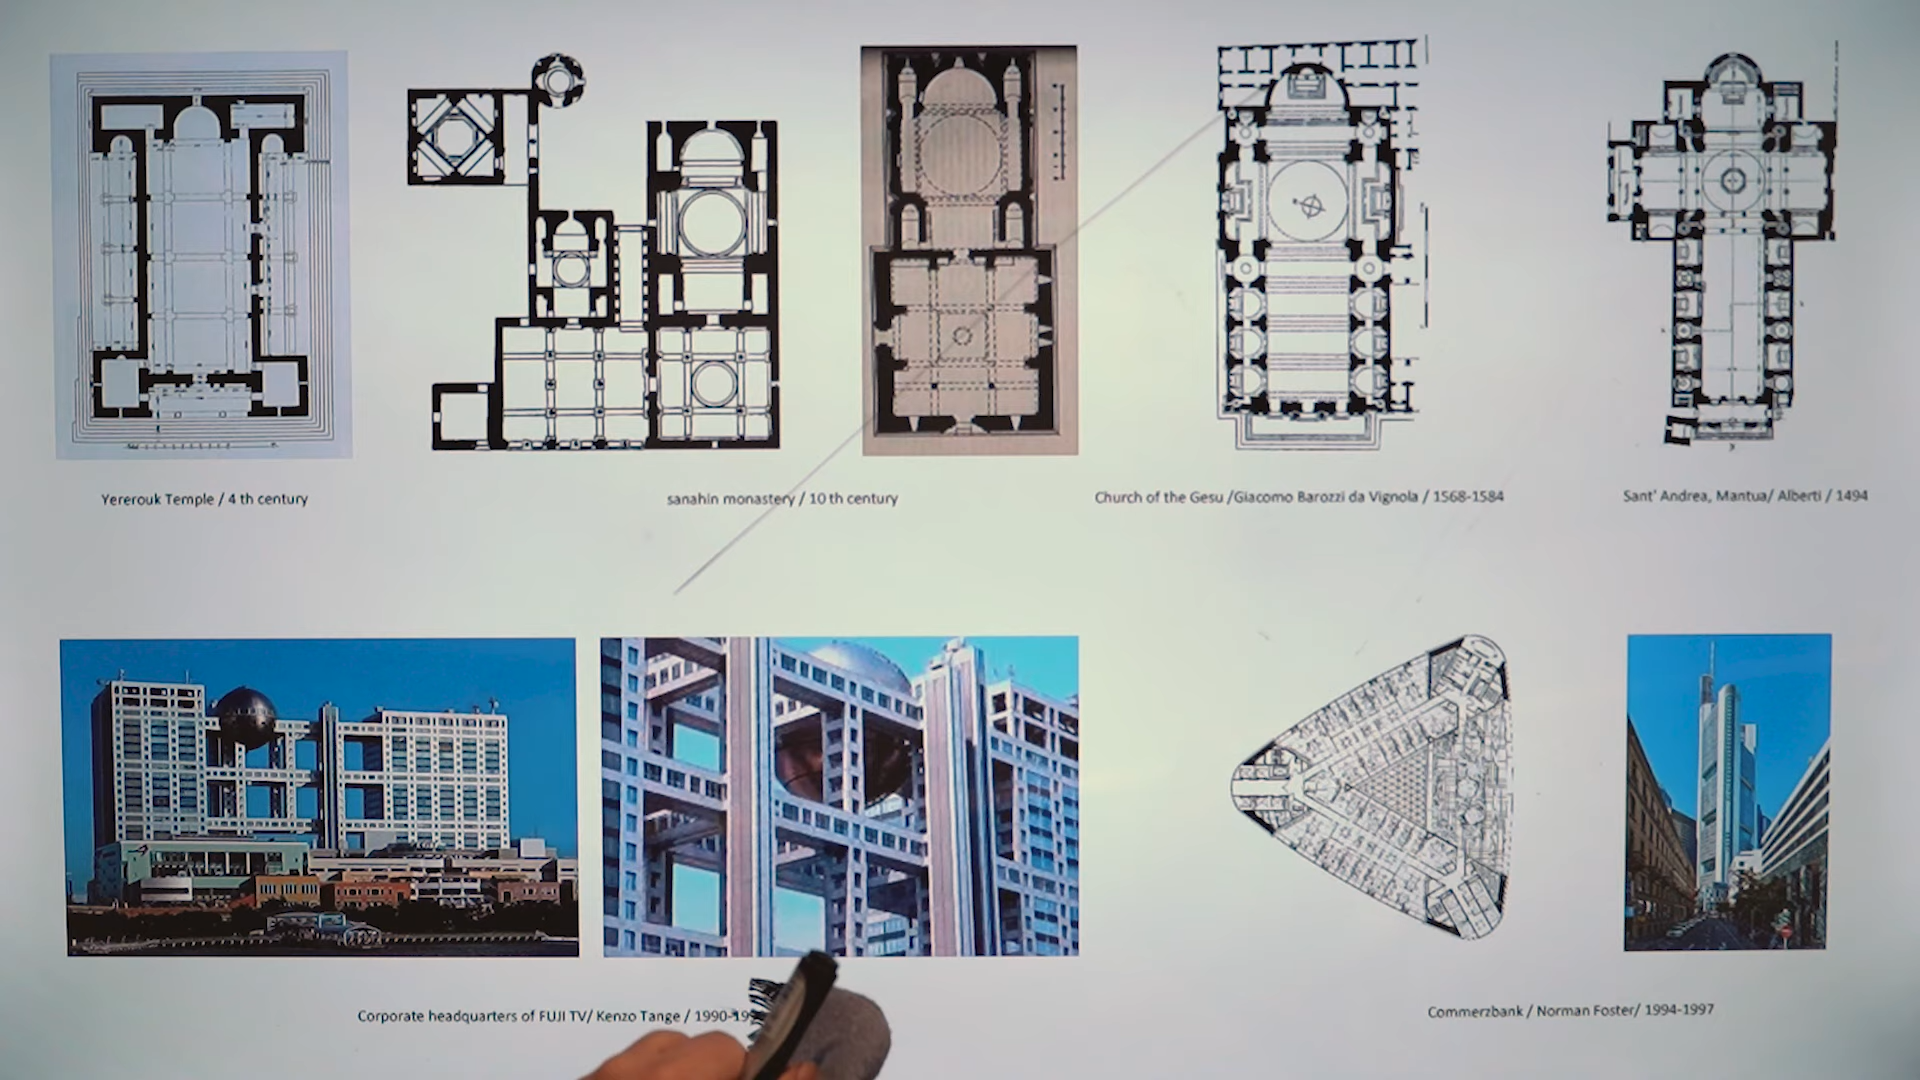 Yererouk Temple / 4 th century
sanahin monastery / 10 th century
Church of the Gesu /Giacomo Barozzi da Vignola / 1568-1584
Sant' Andrea, Mantua/ Alberti / 1494
Corporate headquarters of FUJI TV/ Kenzo Tange / 1990-19
Commerzbank / Norman Foster/ 1994-1997